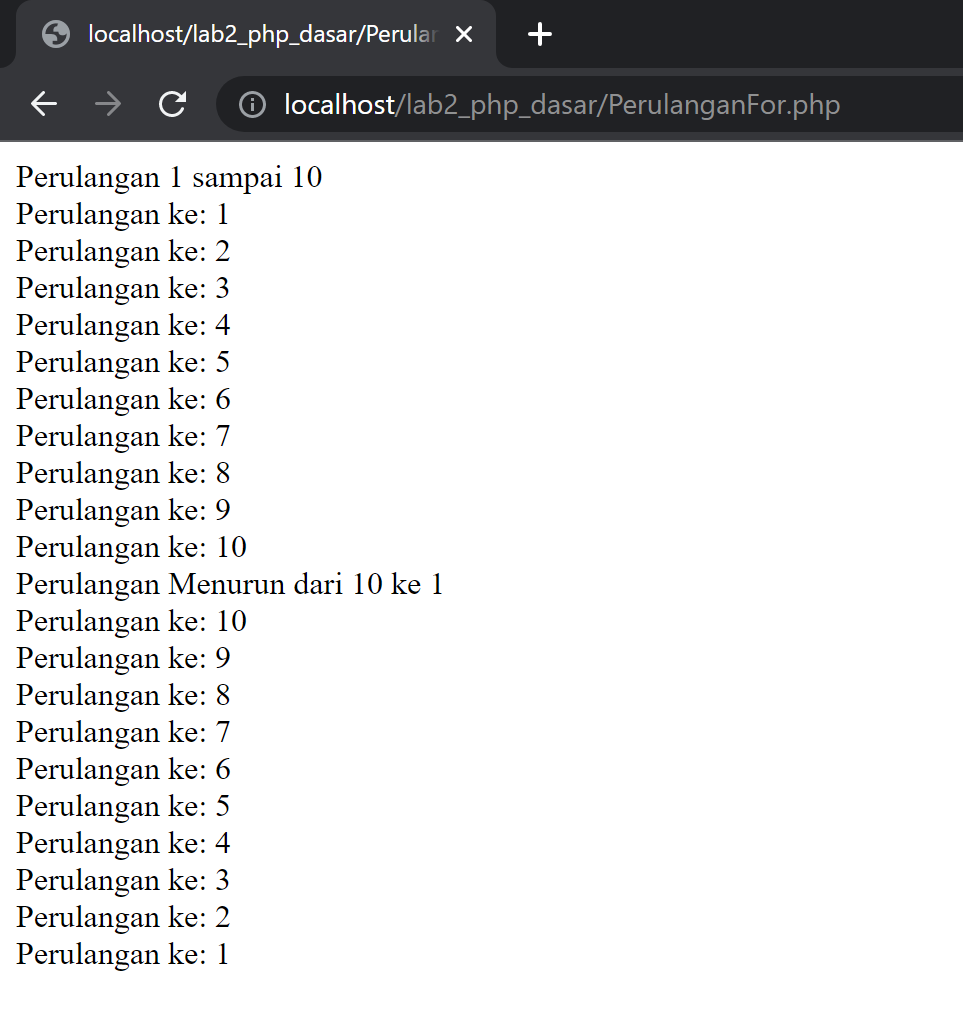 localhost/lab2_php_dasar/Perular
localhost/lab2_php_dasar/PerulanganFor.php
Perulangan 1 sampai 10
Perulangan ke: 1
Perulangan ke: 2
Perulangan ke: 3
Perulangan ke: 4
Perulangan ke: 5
Perulangan ke: 6
Perulangan ke: 7
Perulangan ke: 8
Perulangan ke: 9
Perulangan ke: 10
Perulangan Menurun dari 10 ke 1
Perulangan ke: 10
Perulangan ke: 9
Perulangan ke: 8
Perulangan ke: 7
Perulangan ke: 6
Perulangan ke: 5
Perulangan ke: 4
Perulangan ke: 3
Perulangan ke: 2
Perulangan ke: 1